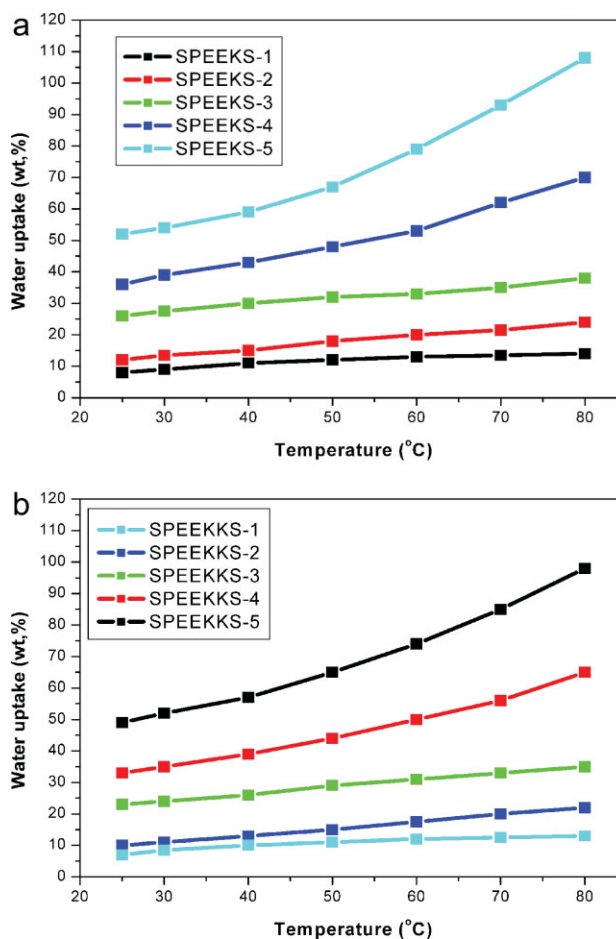 a
120
110
100
90
80
70
60
50
40
30
20
10
0
Water uptake (wt,%)
SPEEKS-1
SPEEKS-2
SPEEKS-3
SPEEKS-4
SPEEKS-5
20 30 40 50 60 70 80
Temperature (°C)
b
120
110
100
90
80
70
60
50
40
30
20
10
0
Water uptake (wt,%)
SPEEKKS-1
SPEEKKS-2
SPEEKKS-3
SPEEKKS-4
SPEEKKS-5
20 30 40 50 60 70 80
Temperature (°C)